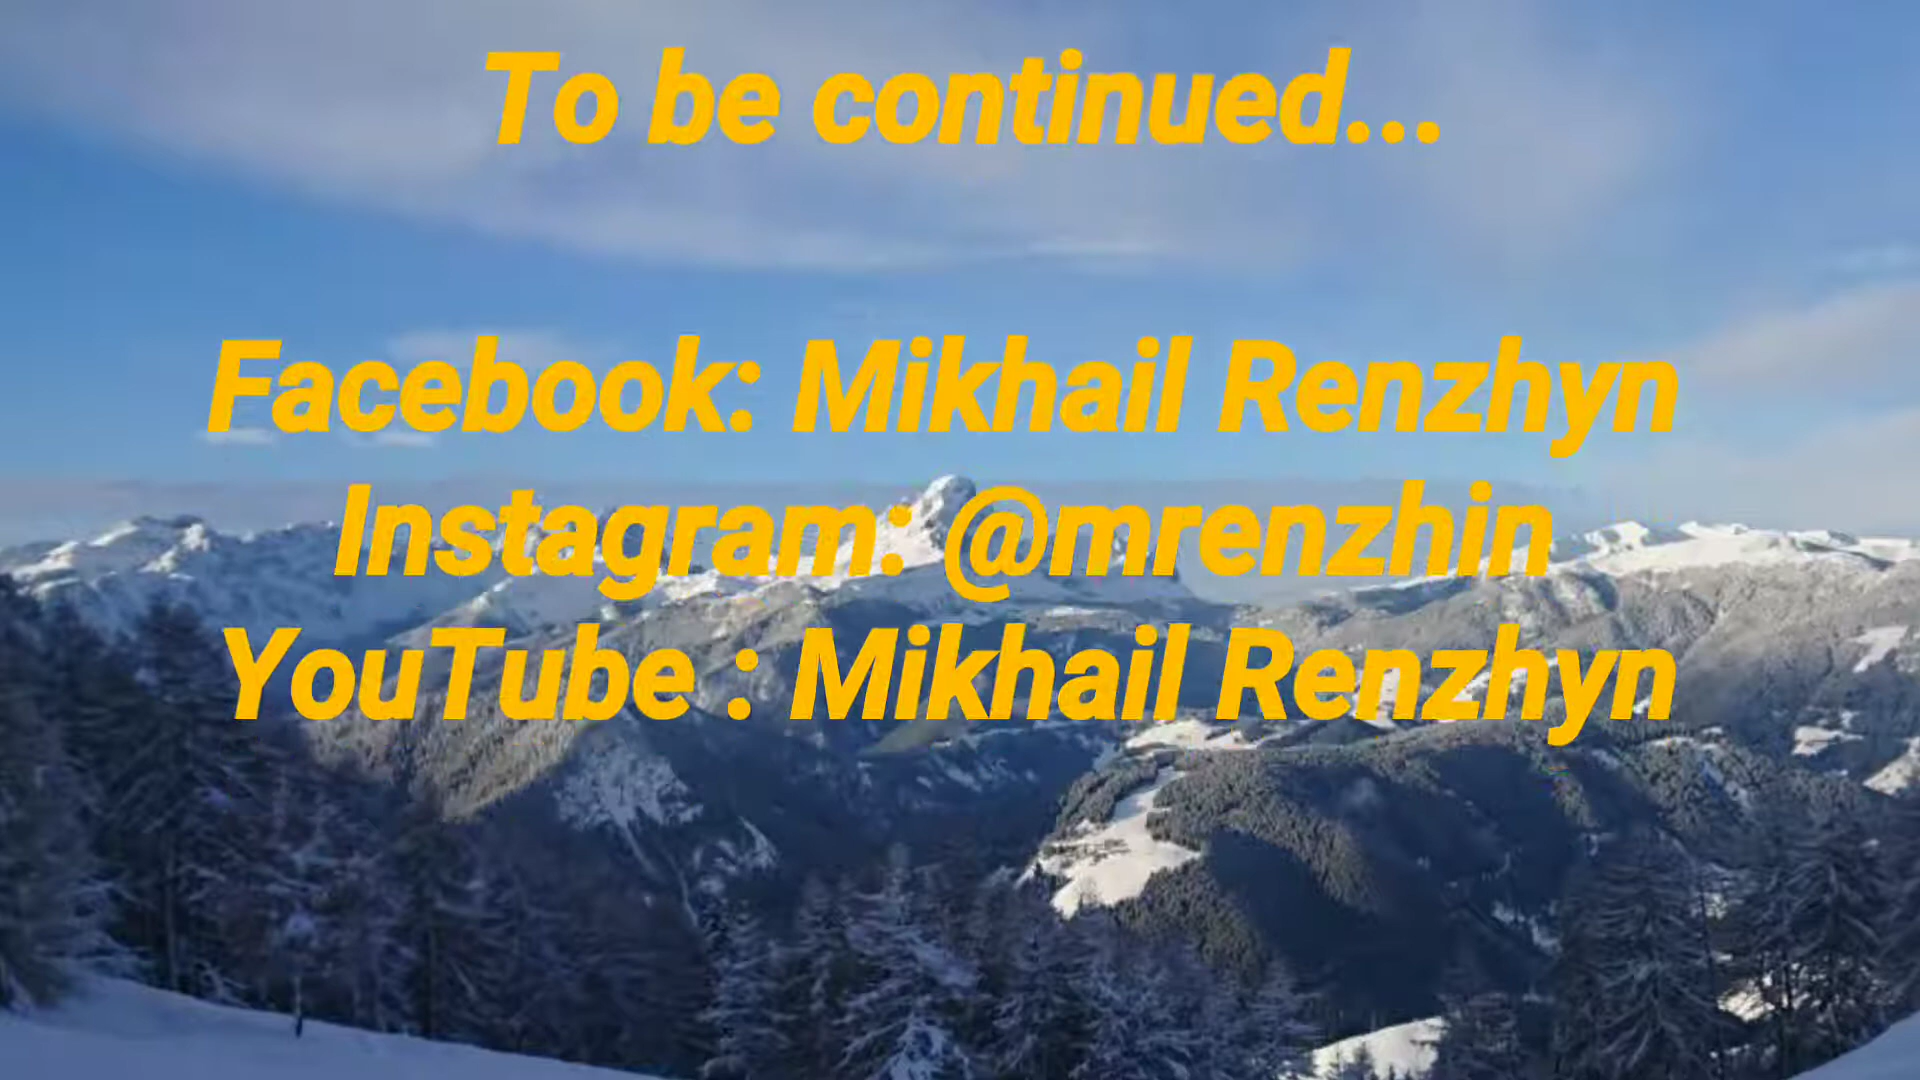 To be continued...
Facebook: Mikhail Renzhyn
Instagram: @mrenzhin
YouTube : Mikhail Renzhyn